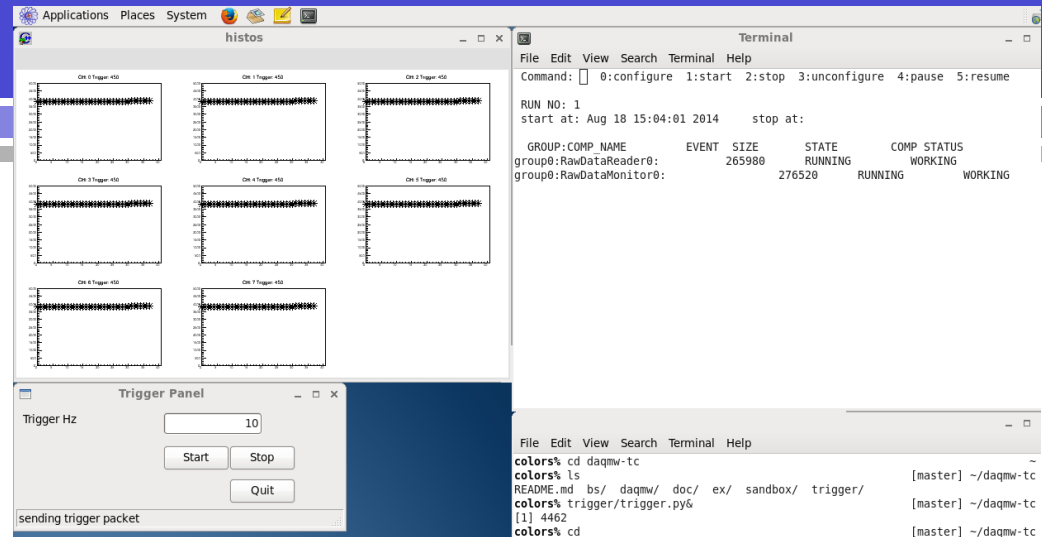 Applications Places System
histos
CH: 0 Trigger: 450
CH: 1 Trigger: 450
CH: 2 Trigger: 450
CH: 3 Trigger: 450
CH: 4 Trigger: 450
CH: 5 Trigger: 450
CH: 6 Trigger: 450
CH: 7 Trigger: 450
Trigger Panel
Trigger Hz 10
Start Stop
Quit
sending trigger packet
Terminal
File Edit View Search Terminal Help
Command: 0:configure 1:start 2:stop 3:unconfigure 4:pause 5:resume
RUN NO: 1
start at: Aug 18 15:04:01 2014 stop at:
GROUP:COMP_NAME EVENT SIZE STATE COMP STATUS
group0:RawDataReader0: 265980 RUNNING WORKING
group0:RawDataMonitor0: 276520 RUNNING WORKING
File Edit View Search Terminal Help
colors% cd daqmw-tc ~
colors% ls [master] ~/daqmw-tc
README.md bs/ daqmw/ doc/ ex/ sandbox/ trigger/
colors% trigger/trigger.py& [master] ~/daqmw-tc
[1] 4462
colors% cd [master] ~/daqmw-tc